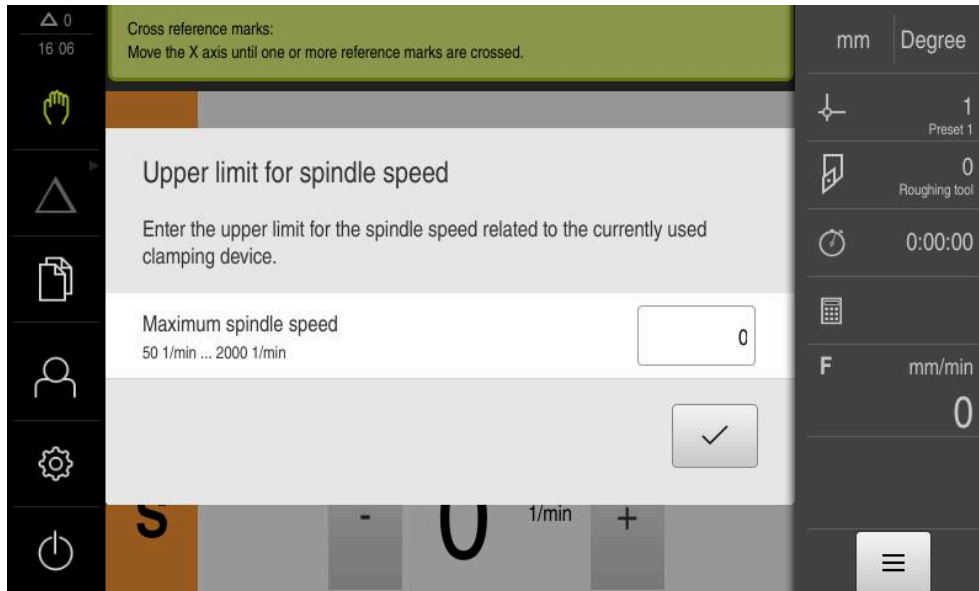 0
16 06
Cross reference marks:
Move the X axis until one or more reference marks are crossed.
Upper limit for spindle speed
Enter the upper limit for the spindle speed related to the currently used
clamping device.
Maximum spindle speed
50 1/min ... 2000 1/min
0
S
-
0
1/min
+
mm
Degree
1
Preset 1
0
Roughing tool
0:00:00
F
mm/min
0